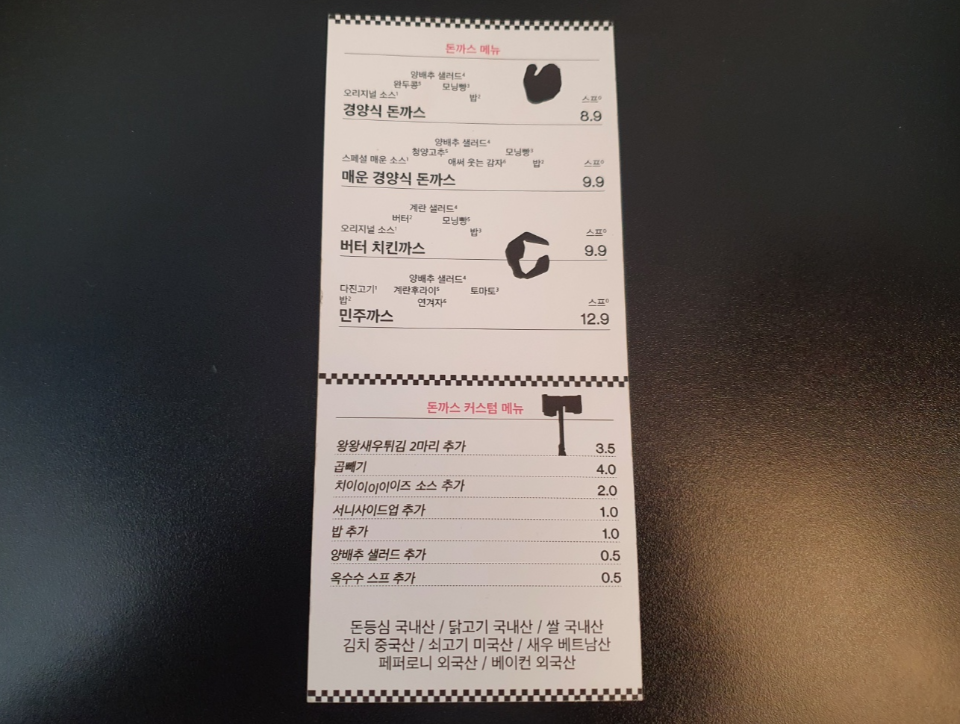 돈까스 메뉴
양배추 샐러드⁴
완두콩⁵ 모닝빵³
오리지널 소스¹ 밥² 스프⁰
경양식 돈까스 8.9
양배추 샐러드⁴
청양고추⁵ 모닝빵³
스페셜 매운 소스¹ 애써 웃는 감자⁶ 밥² 스프⁰
매운 경양식 돈까스 9.9
계란 샐러드⁴
버터² 모닝빵⁵
오리지널 소스¹ 밥³ 스프⁰
버터 치킨까스 9.9
양배추 샐러드⁴
다진고기¹ 계란후라이⁵ 토마토³
밥² 연겨자⁶ 스프⁰
민주까스 12.9
돈까스 커스텀 메뉴
왕왕새우튀김 2마리 추가 3.5
곱빼기 4.0
치이이이이이즈 소스 추가 2.0
서니사이드업 추가 1.0
밥 추가 1.0
양배추 샐러드 추가 0.5
옥수수 스프 추가 0.5
돈등심 국내산 / 닭고기 국내산 / 쌀 국내산
김치 중국산 / 쇠고기 미국산 / 새우 베트남산
페퍼로니 외국산 / 베이컨 외국산